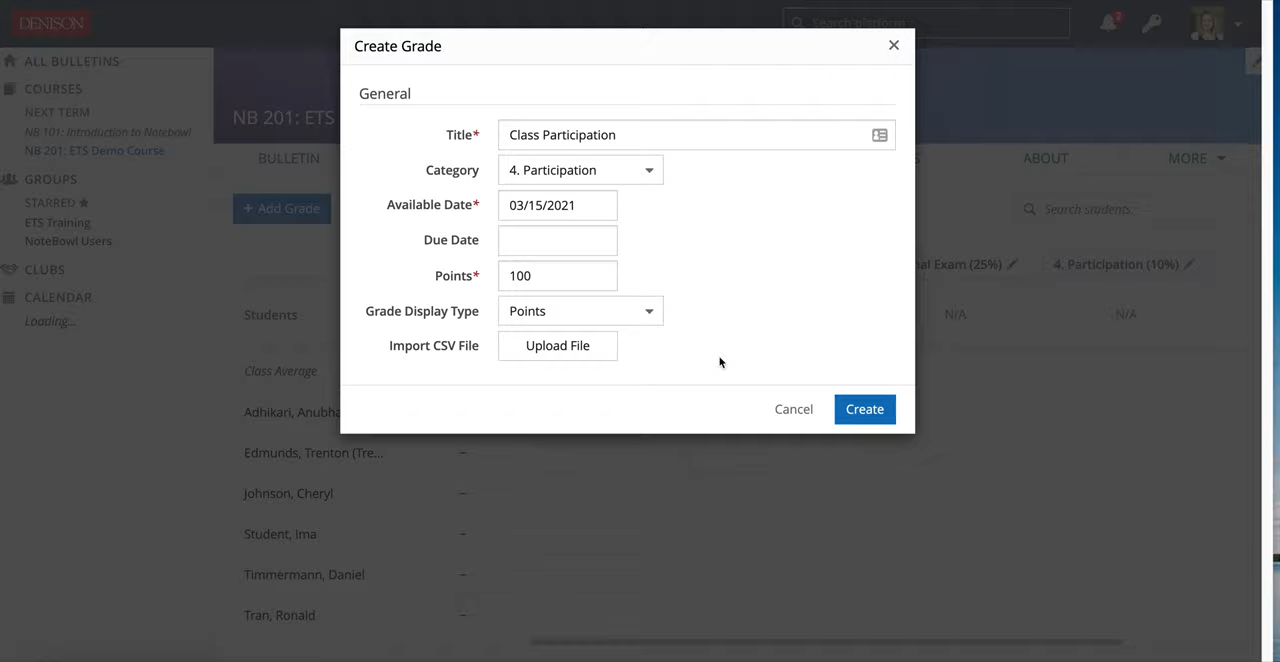 DENISON
Search platform
2
ALL BULLETINS
COURSES
NEXT TERM
NB 101: Introduction to Notebowl
NB 201: ETS Demo Course
GROUPS
STARRED
ETS Training
NoteBowl Users
CLUBS
CALENDAR
Loading...
NB 201: ETS
BULLETIN
ABOUT
MORE
+ Add Grade
Search students
Create Grade
General
Title* Class Participation
Category 4. Participation
Available Date* 03/15/2021
Due Date
Points* 100
Grade Display Type Points
Import CSV File Upload File
Cancel Create
Exam (25%) 4. Participation (10%)
Students N/A N/A
Class Average
Adhikari, Anubha
Edmunds, Trenton (Tre... –
Johnson, Cheryl –
Student, Ima –
Timmermann, Daniel –
Tran, Ronald –